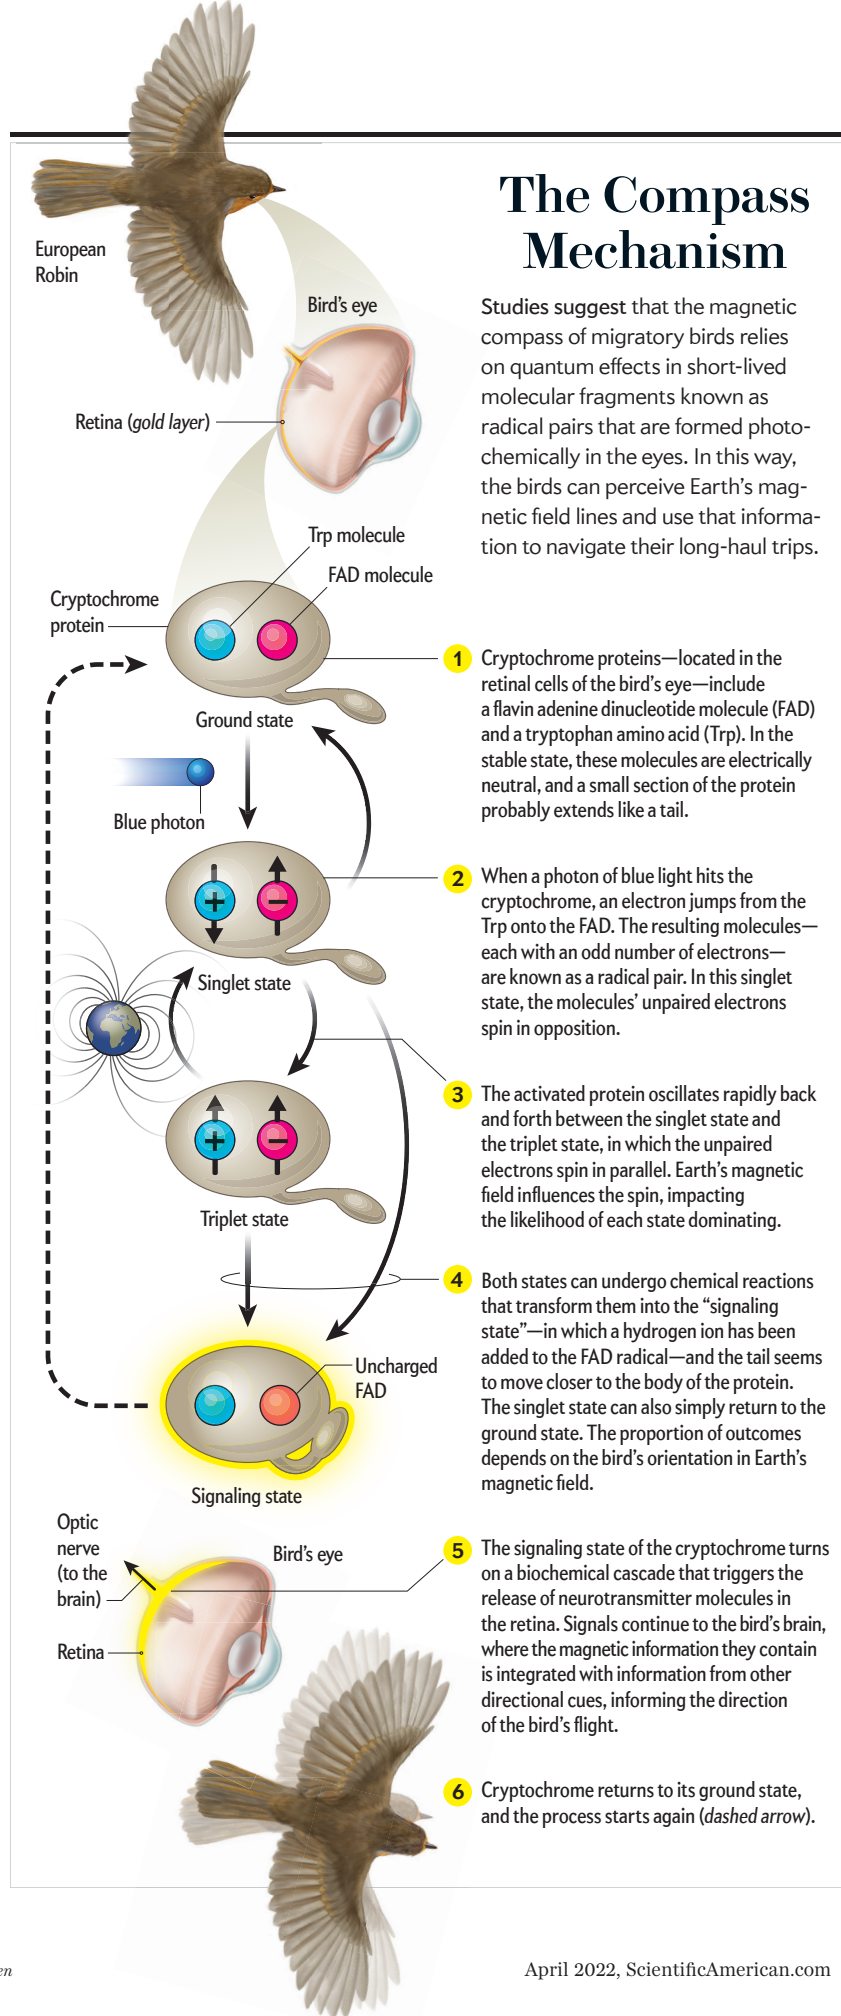 The Compass
Mechanism
Studies suggest that the magnetic
compass of migratory birds relies
on quantum effects in short-lived
molecular fragments known as
radical pairs that are formed photo-
chemically in the eyes. In this way,
the birds can perceive Earth’s mag-
netic field lines and use that informa-
tion to navigate their long-haul trips.
European
Robin
Bird’s eye
Retina (gold layer)
Trp molecule
FAD molecule
Cryptochrome
protein
Ground state
Blue photon
1 Cryptochrome proteins—located in the
retinal cells of the bird’s eye—include
a flavin adenine dinucleotide molecule (FAD)
and a tryptophan amino acid (Trp). In the
stable state, these molecules are electrically
neutral, and a small section of the protein
probably extends like a tail.
+
−
Singlet state
2 When a photon of blue light hits the
cryptochrome, an electron jumps from the
Trp onto the FAD. The resulting molecules—
each with an odd number of electrons—
are known as a radical pair. In this singlet
state, the molecules’ unpaired electrons
spin in opposition.
3 The activated protein oscillates rapidly back
and forth between the singlet state and
the triplet state, in which the unpaired
electrons spin in parallel. Earth’s magnetic
field influences the spin, impacting
the likelihood of each state dominating.
+
−
Triplet state
4 Both states can undergo chemical reactions
that transform them into the “signaling
state”—in which a hydrogen ion has been
added to the FAD radical—and the tail seems
to move closer to the body of the protein.
The singlet state can also simply return to the
ground state. The proportion of outcomes
depends on the bird’s orientation in Earth’s
magnetic field.
Uncharged
FAD
Signaling state
Optic
nerve
(to the
brain)
Bird’s eye
Retina
5 The signaling state of the cryptochrome turns
on a biochemical cascade that triggers the
release of neurotransmitter molecules in
the retina. Signals continue to the bird’s brain,
where the magnetic information they contain
is integrated with information from other
directional cues, informing the direction
of the bird’s flight.
6 Cryptochrome returns to its ground state,
and the process starts again (dashed arrow).
en
April 2022, ScientificAmerican.com